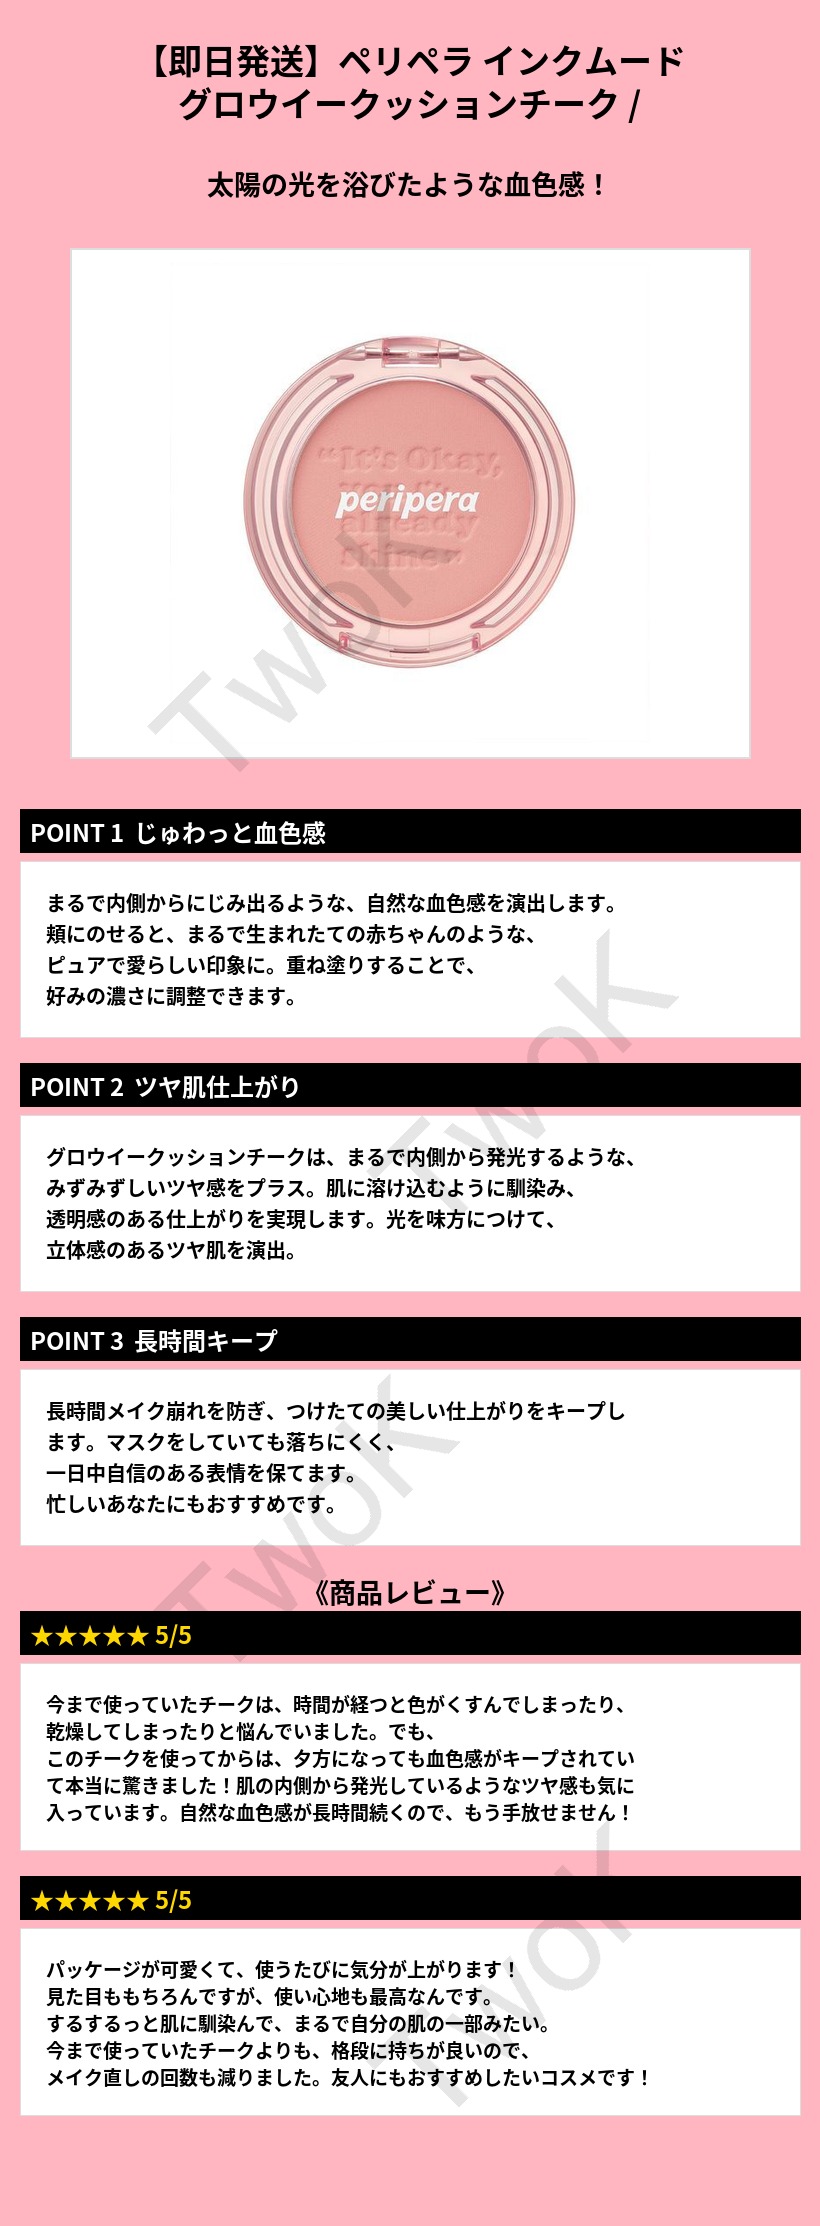 【即日発送】ペリペラ インクムード
グロウイークッションチーク /
太陽の光を浴びたような血色感！
“It's Okay,
peripera
already
shine”
TwoK
POINT 1 じゅわっと血色感
まるで内側からにじみ出るような、自然な血色感を演出します。
頬にのせると、まるで生まれたての赤ちゃんのような、
ピュアで愛らしい印象に。重ね塗りすることで、
好みの濃さに調整できます。
TwoK
POINT 2 ツヤ肌仕上がり
グロウイークッションチークは、まるで内側から発光するような、
みずみずしいツヤ感をプラス。肌に溶け込むように馴染み、
透明感のある仕上がりを実現します。光を味方につけて、
立体感のあるツヤ肌を演出。
POINT 3 長時間キープ
長時間メイク崩れを防ぎ、つけたての美しい仕上がりをキープし
ます。マスクをしていても落ちにくく、
一日中自信のある表情を保てます。
忙しいあなたにもおすすめです。
TwoK
《商品レビュー》
★★★★★ 5/5
今まで使っていたチークは、時間が経つと色がくすんでしまったり、
乾燥してしまったりと悩んでいました。でも、
このチークを使ってからは、夕方になっても血色感がキープされてい
て本当に驚きました！肌の内側から発光しているようなツヤ感も気に
入っています。自然な血色感が長時間続くので、もう手放せません！
★★★★★ 5/5
パッケージが可愛くて、使うたびに気分が上がります！
見た目ももちろんですが、使い心地も最高なんです。
するするっと肌に馴染んで、まるで自分の肌の一部みたい。
今まで使っていたチークよりも、格段に持ちが良いので、
メイク直しの回数も減りました。友人にもおすすめしたいコスメです！
TwoK